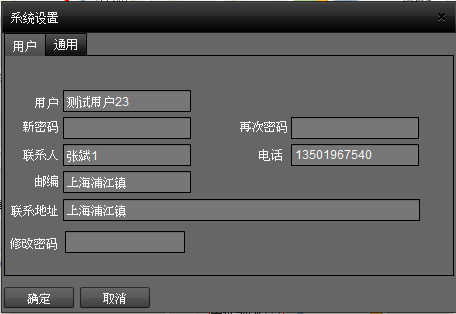 系统设置
用户 通用
用户 测试用户23
新密码 再次密码
联系人 张斌1 电话 13501967540
邮编 上海浦江镇
联系地址 上海浦江镇
修改密码
确定 取消